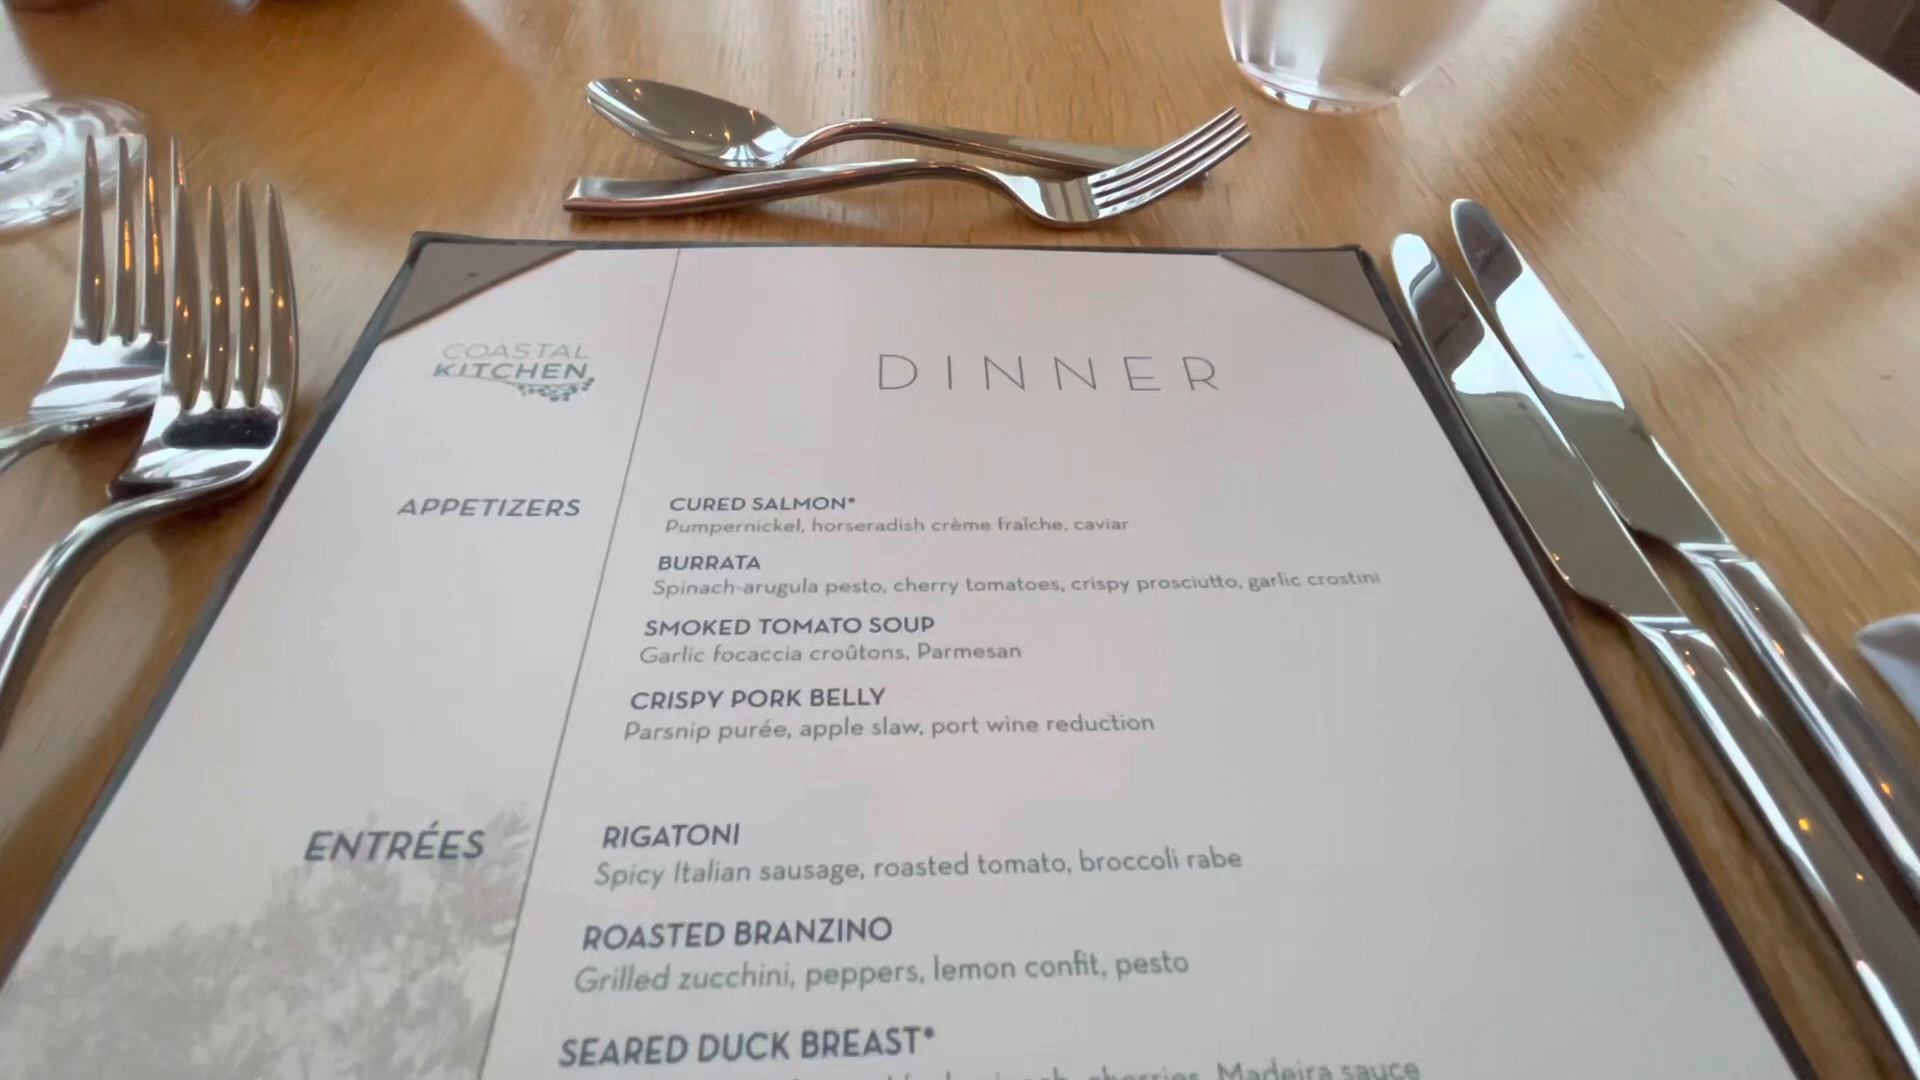 COASTAL
KITCHEN
DINNER
APPETIZERS
CURED SALMON*
Pumpernickel, horseradish crème fraîche, caviar
BURRATA
Spinach-arugula pesto, cherry tomatoes, crispy prosciutto, garlic crostini
SMOKED TOMATO SOUP
Garlic focaccia croûtons, Parmesan
CRISPY PORK BELLY
Parsnip purée, apple slaw, port wine reduction
ENTRÉES
RIGATONI
Spicy Italian sausage, roasted tomato, broccoli rabe
ROASTED BRANZINO
Grilled zucchini, peppers, lemon confit, pesto
SEARED DUCK BREAST*
cherries, Madeira sauce